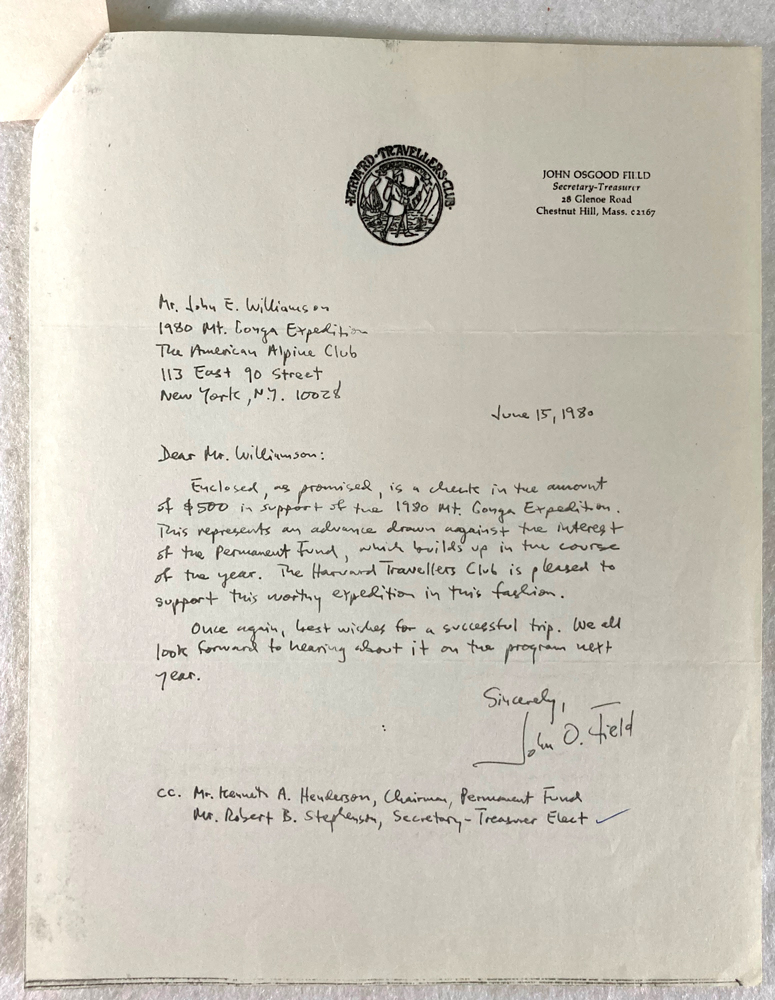 HARVARD·TRAVELLERS·CLUB·
JOHN OSGOOD FIELD
Secretary-Treasurer
28 Glenoe Road
Chestnut Hill, Mass. 02167
Mr. John E. Williamson
1980 Mt. Gonga Expedition
The American Alpine Club
113 East 90 Street
New York, N.Y. 10028
June 15, 1980
Dear Mr. Williamson:
Enclosed, as promised, is a check in the amount
of $500 in support of the 1980 Mt. Gonga Expedition.
This represents an advance drawn against the interest
of the Permanent Fund, which builds up in the course
of the year. The Harvard Travellers Club is pleased to
support this worthy expedition in this fashion.
Once again, best wishes for a successful trip. We all
look forward to hearing about it on the program next
year.
Sincerely,
John O. Field
cc. Mr. Kenneth A. Henderson, Chairman, Permanent Fund
Mr. Robert B. Stephenson, Secretary-Treasurer Elect ✓